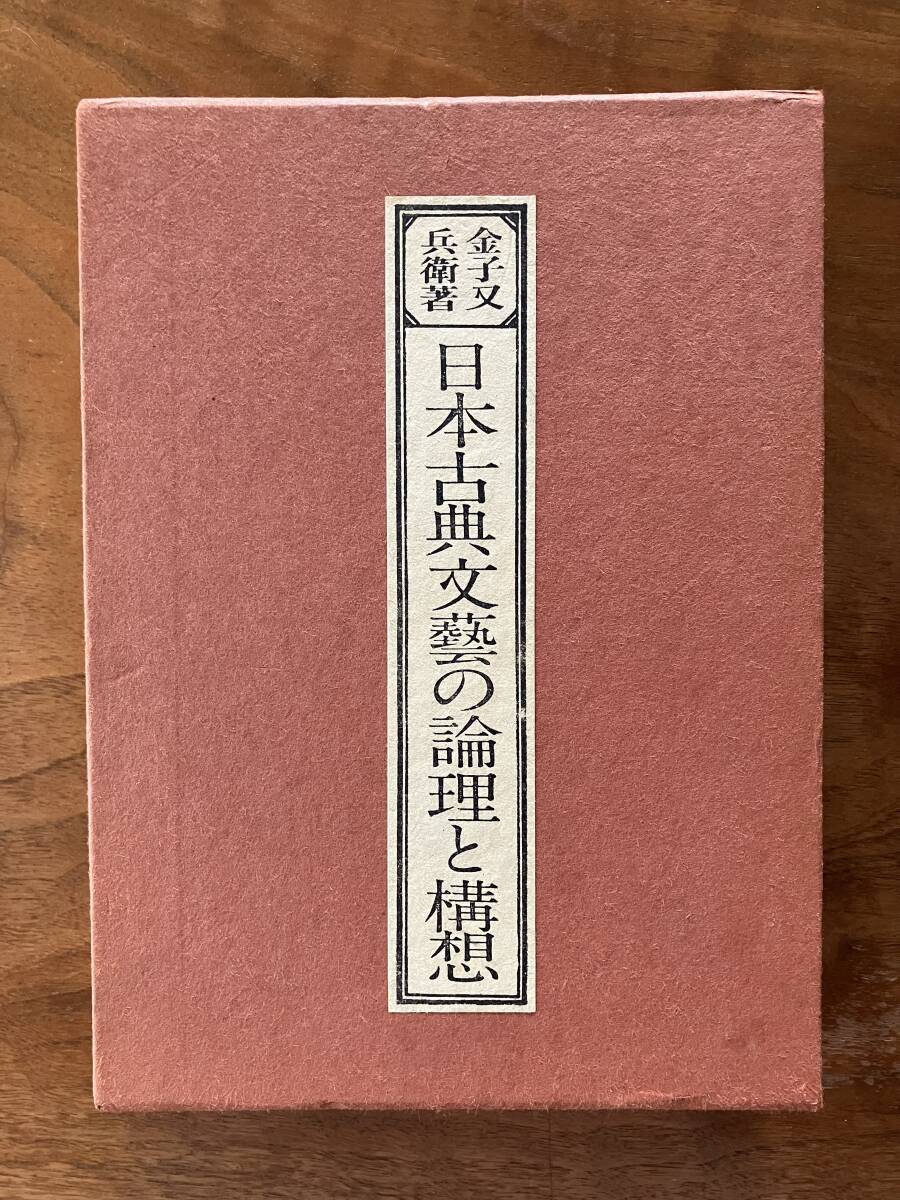 金子又
兵衛著
日本古典文藝の論理と構想